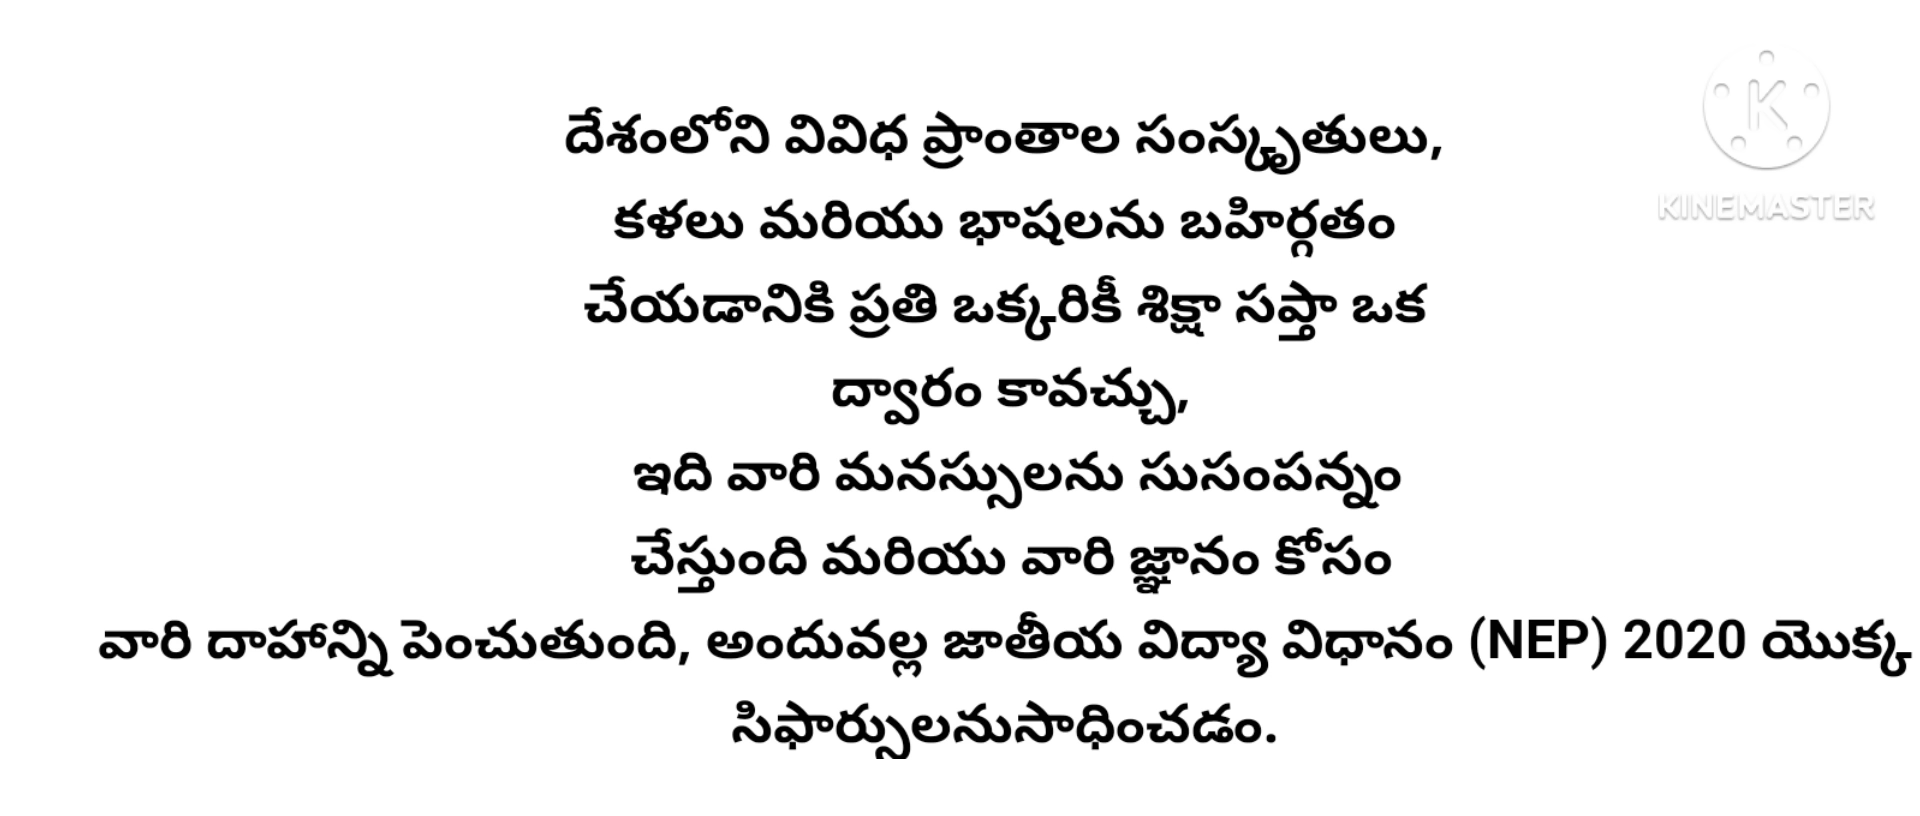 దేశంలోని వివిధ ప్రాంతాల సంస్కృతులు,
కళలు మరియు భాషలను బహిర్గతం
చేయడానికి ప్రతి ఒక్కరికీ శిక్షా సప్తా ఒక
ద్వారం కావచ్చు,
ఇది వారి మనస్సులను సుసంపన్నం
చేస్తుంది మరియు వారి జ్ఞానం కోసం
వారి దాహాన్ని పెంచుతుంది, అందువల్ల జాతీయ విద్యా విధానం (NEP) 2020 యొక్క
సిఫార్సులనుసాధించడం.
K
KINEMASTER